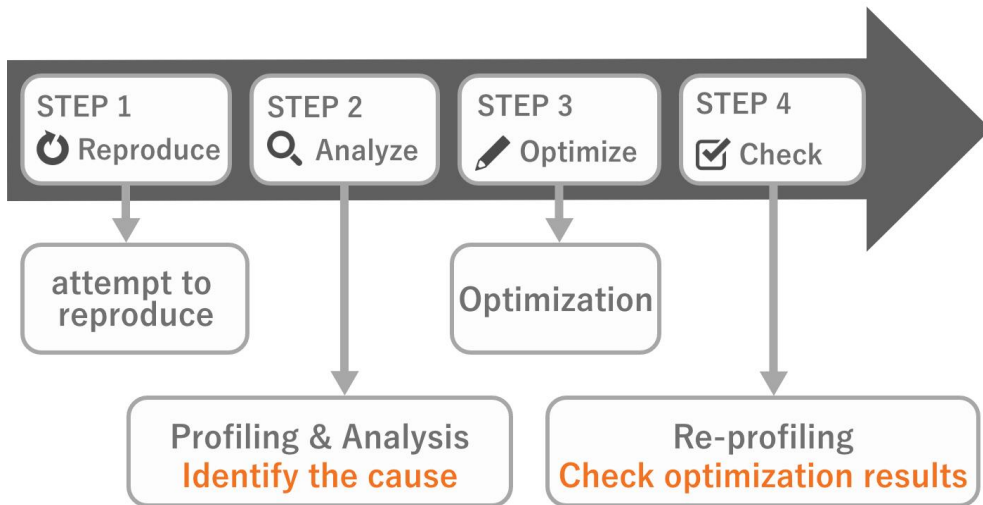 STEP 1
Reproduce
STEP 2
Analyze
STEP 3
Optimize
STEP 4
Check
attempt to
reproduce
Optimization
Profiling & Analysis
Identify the cause
Re-profiling
Check optimization results